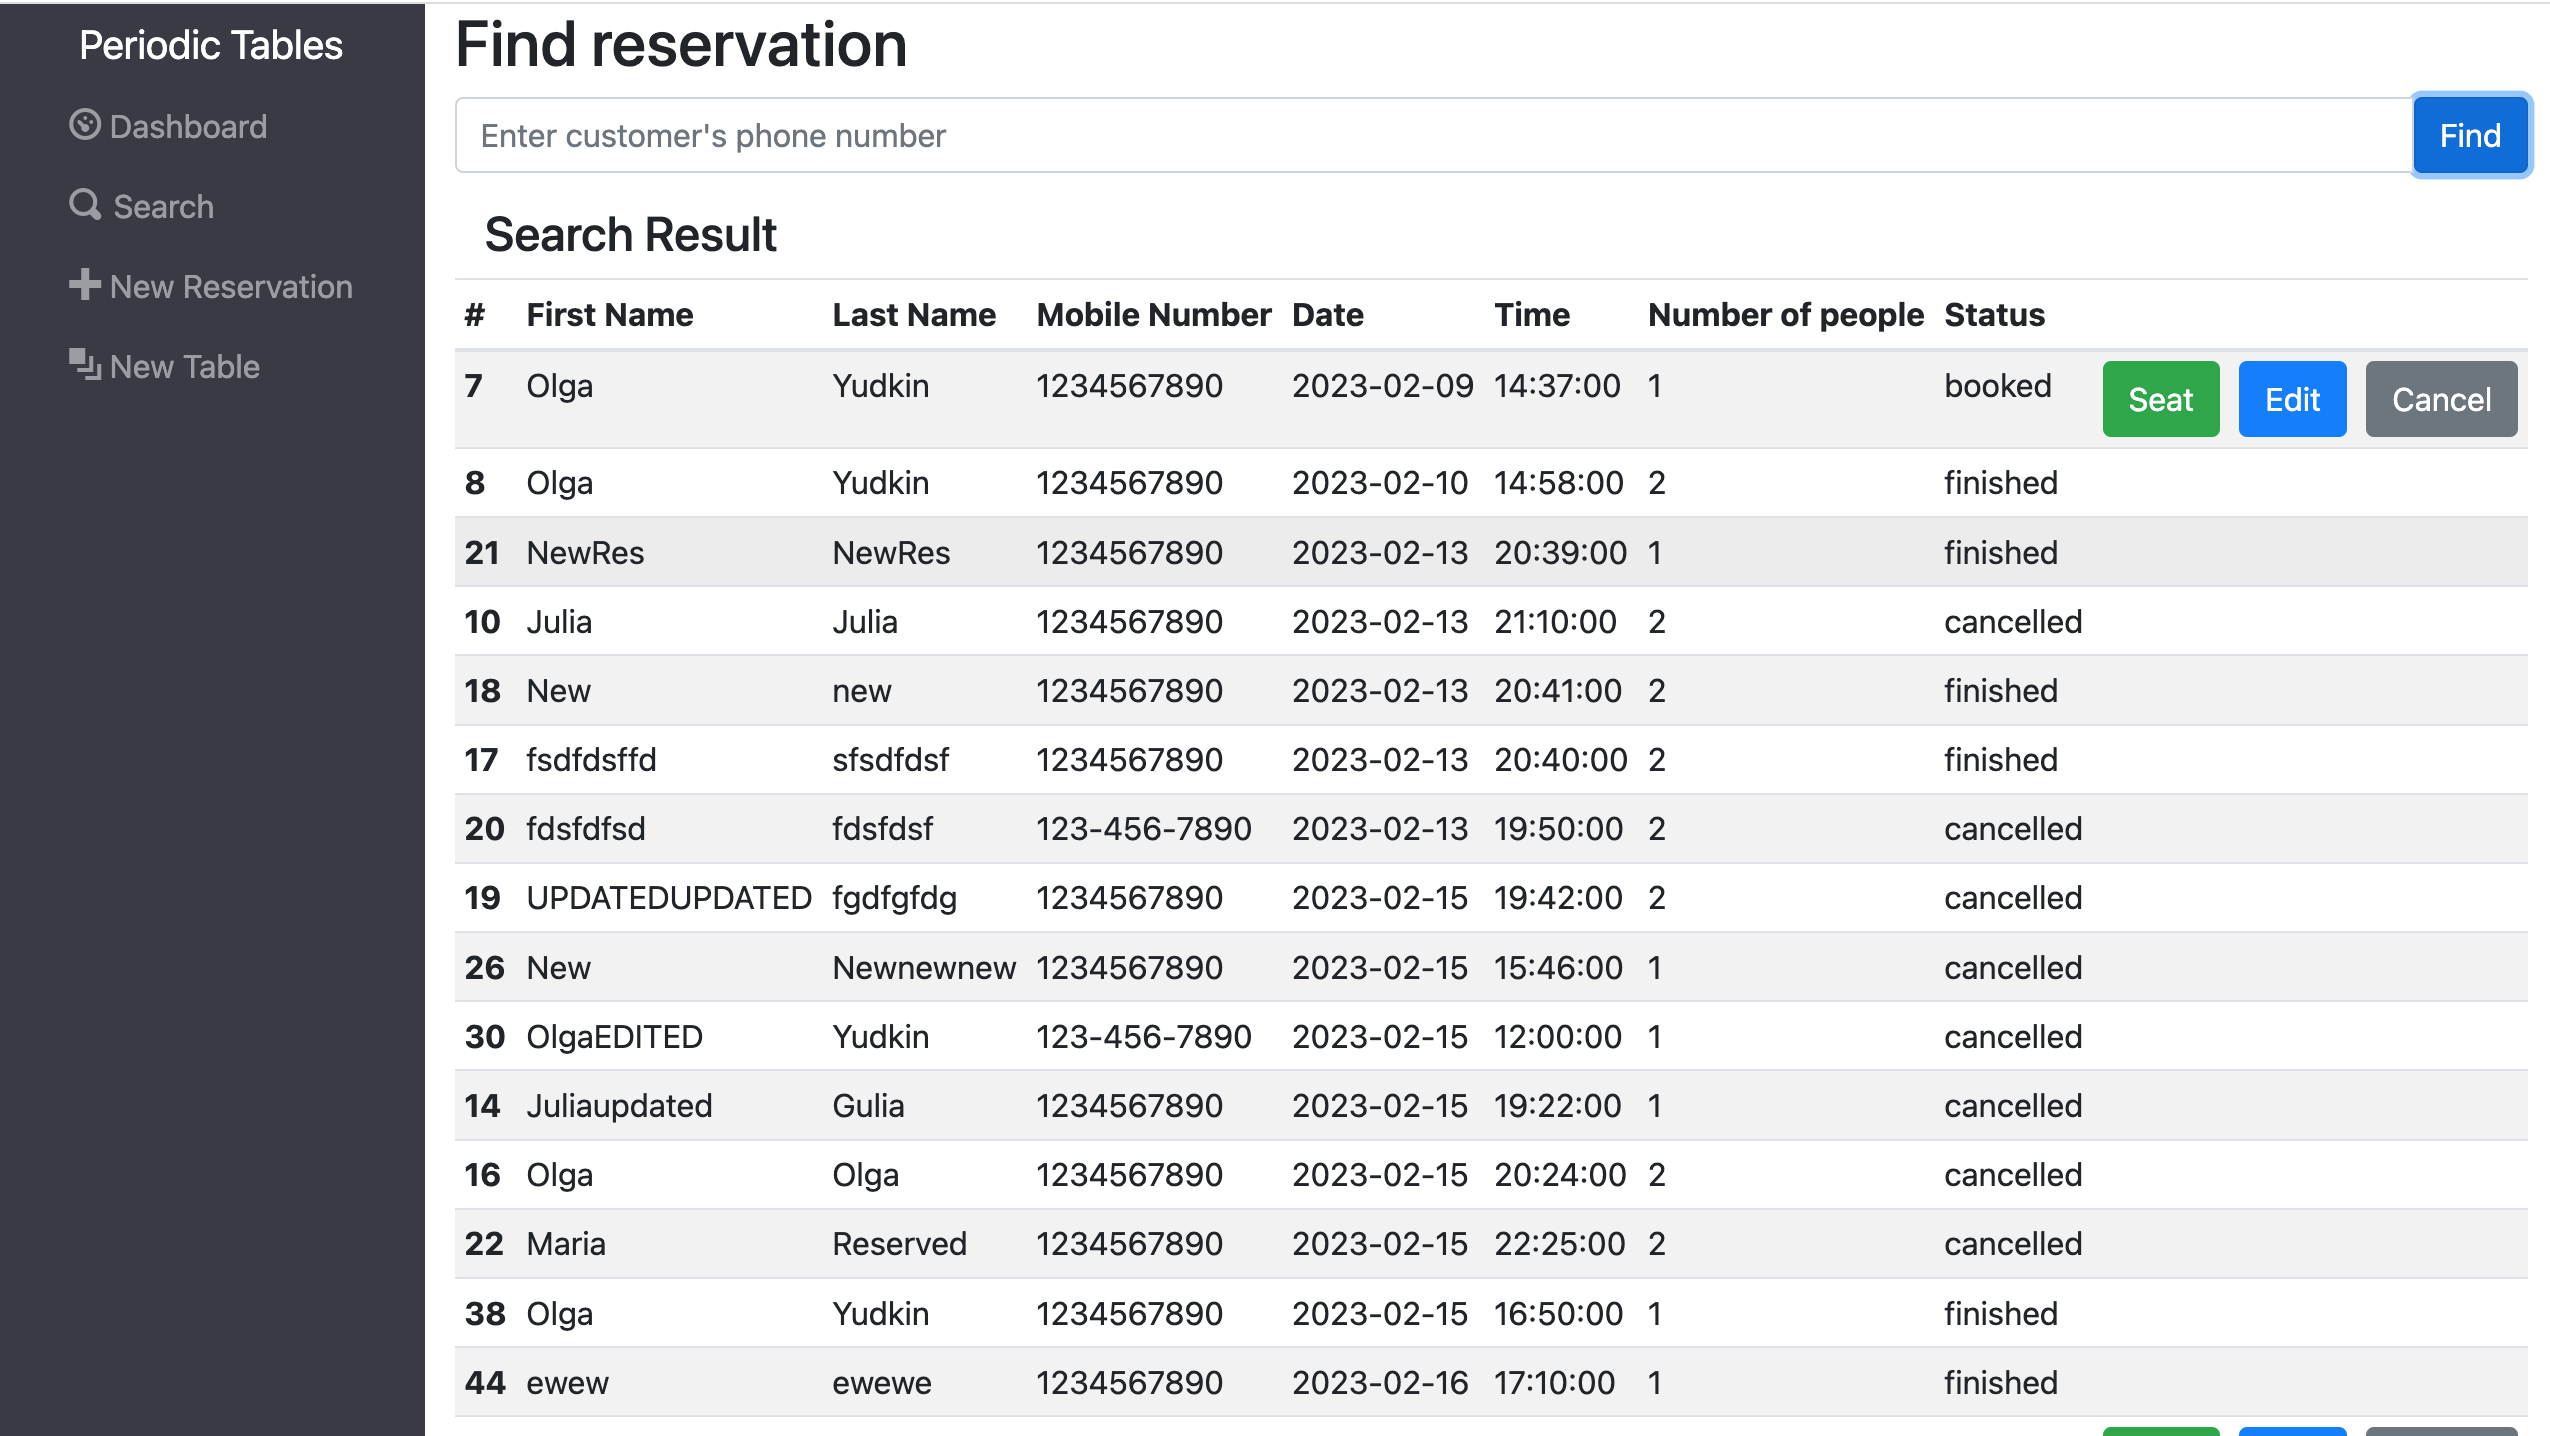 Periodic Tables
Dashboard
Search
New Reservation
New Table
Find reservation
Enter customer's phone number Find
Search Result
# First Name Last Name Mobile Number Date Time Number of people Status
7 Olga Yudkin 1234567890 2023-02-09 14:37:00 1 booked Seat Edit Cancel
8 Olga Yudkin 1234567890 2023-02-10 14:58:00 2 finished
21 NewRes NewRes 1234567890 2023-02-13 20:39:00 1 finished
10 Julia Julia 1234567890 2023-02-13 21:10:00 2 cancelled
18 New new 1234567890 2023-02-13 20:41:00 2 finished
17 fsdfdsffd sfsdfdsf 1234567890 2023-02-13 20:40:00 2 finished
20 fdsfdfsd fdsfdsf 123-456-7890 2023-02-13 19:50:00 2 cancelled
19 UPDATEDUPDATED fgdfgfdg 1234567890 2023-02-15 19:42:00 2 cancelled
26 New Newnewnew 1234567890 2023-02-15 15:46:00 1 cancelled
30 OlgaEDITED Yudkin 123-456-7890 2023-02-15 12:00:00 1 cancelled
14 Juliaupdated Gulia 1234567890 2023-02-15 19:22:00 1 cancelled
16 Olga Olga 1234567890 2023-02-15 20:24:00 2 cancelled
22 Maria Reserved 1234567890 2023-02-15 22:25:00 2 cancelled
38 Olga Yudkin 1234567890 2023-02-15 16:50:00 1 finished
44 ewew ewewe 1234567890 2023-02-16 17:10:00 1 finished